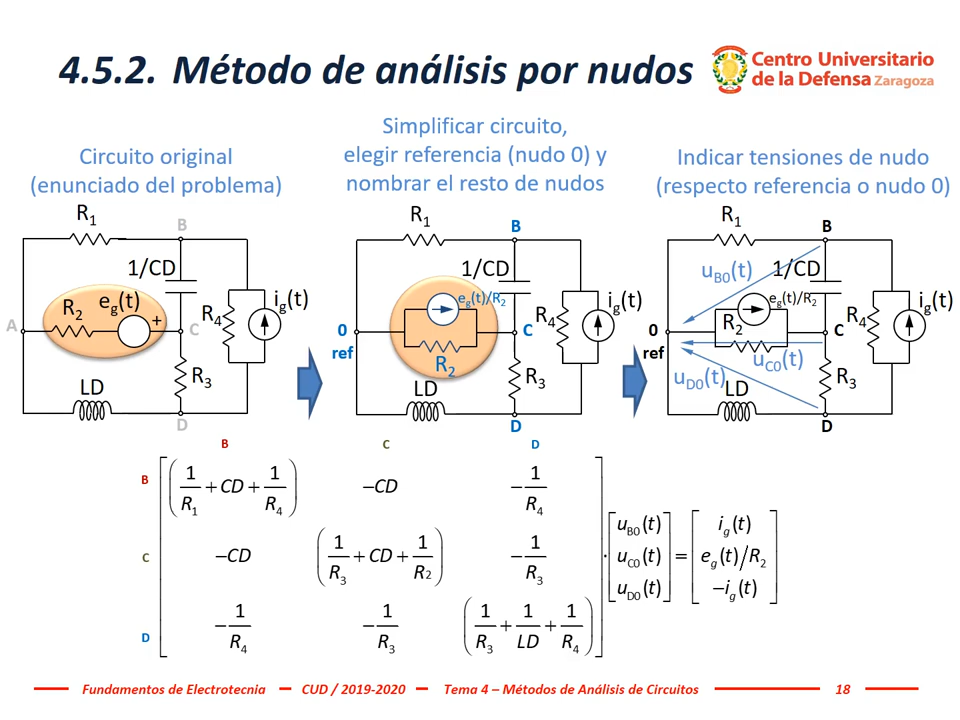 4.5.2. Método de análisis por nudos
Centro Universitario
de la Defensa Zaragoza
Circuito original
(enunciado del problema)
Simplificar circuito,
elegir referencia (nudo 0) y
nombrar el resto de nudos
Indicar tensiones de nudo
(respecto referencia o nudo 0)
R1
B
1/CD
eg(t)
R2
+
A
C
R4
ig(t)
R3
LD
D
R1
B
1/CD
eg(t)/R2
0
ref
C
R4
ig(t)
R2
R3
LD
D
R1
B
uB0(t)
1/CD
eg(t)/R2
0
ref
R2
C
R4
ig(t)
uC0(t)
uD0(t)
R3
LD
D
B C D
B (1/R1 + CD + 1/R4) −CD −1/R4
C −CD (1/R3 + CD + 1/R2) −1/R3
D −1/R4 −1/R3 (1/R3 + 1/LD + 1/R4)
· [uB0(t) uC0(t) uD0(t)] = [ig(t) eg(t)/R2 −ig(t)]
Fundamentos de Electrotecnia — CUD / 2019-2020 — Tema 4 – Métodos de Análisis de Circuitos — 18